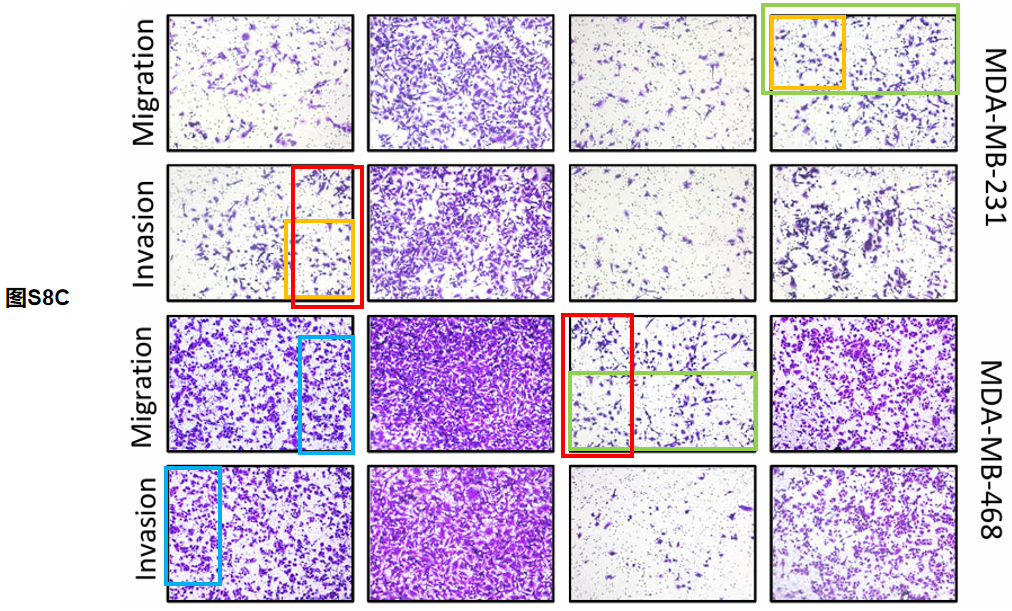 Migration
MDA-MB-231
Invasion
图S8C
Migration
MDA-MB-468
Invasion